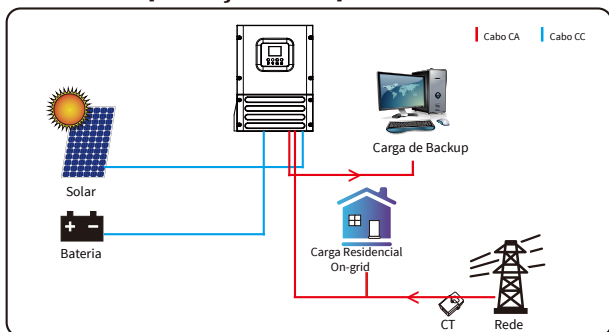 Cabo CA
Cabo CC
Carga de Backup
Solar
Bateria
Carga Residencial
On-grid
CT
Rede